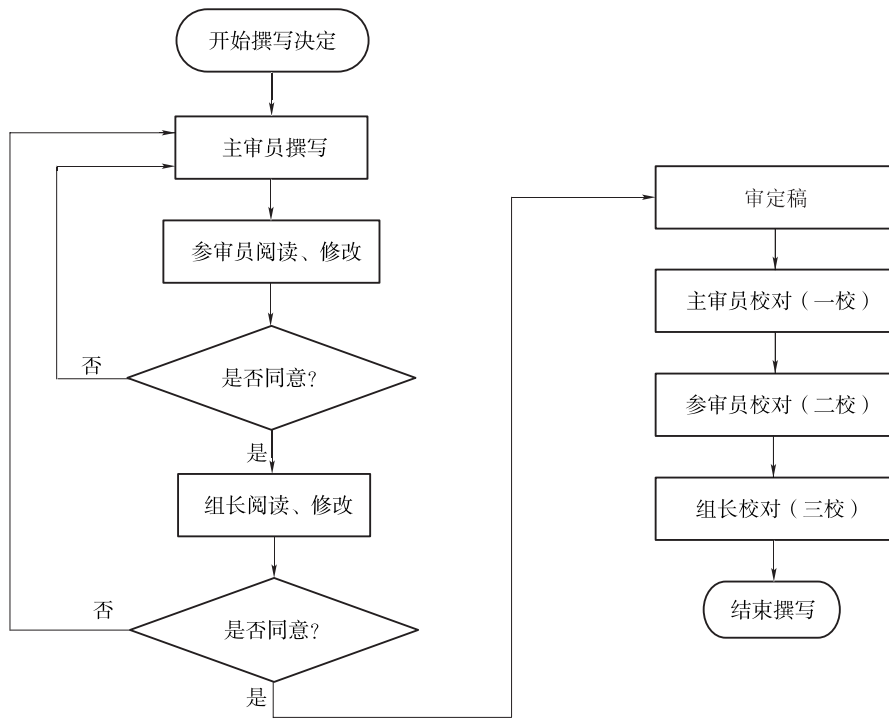 开始撰写决定
主审员撰写
参审员阅读、修改
是否同意？
否
是
组长阅读、修改
是否同意？
否
是
审定稿
主审员校对（一校）
参审员校对（二校）
组长校对（三校）
结束撰写